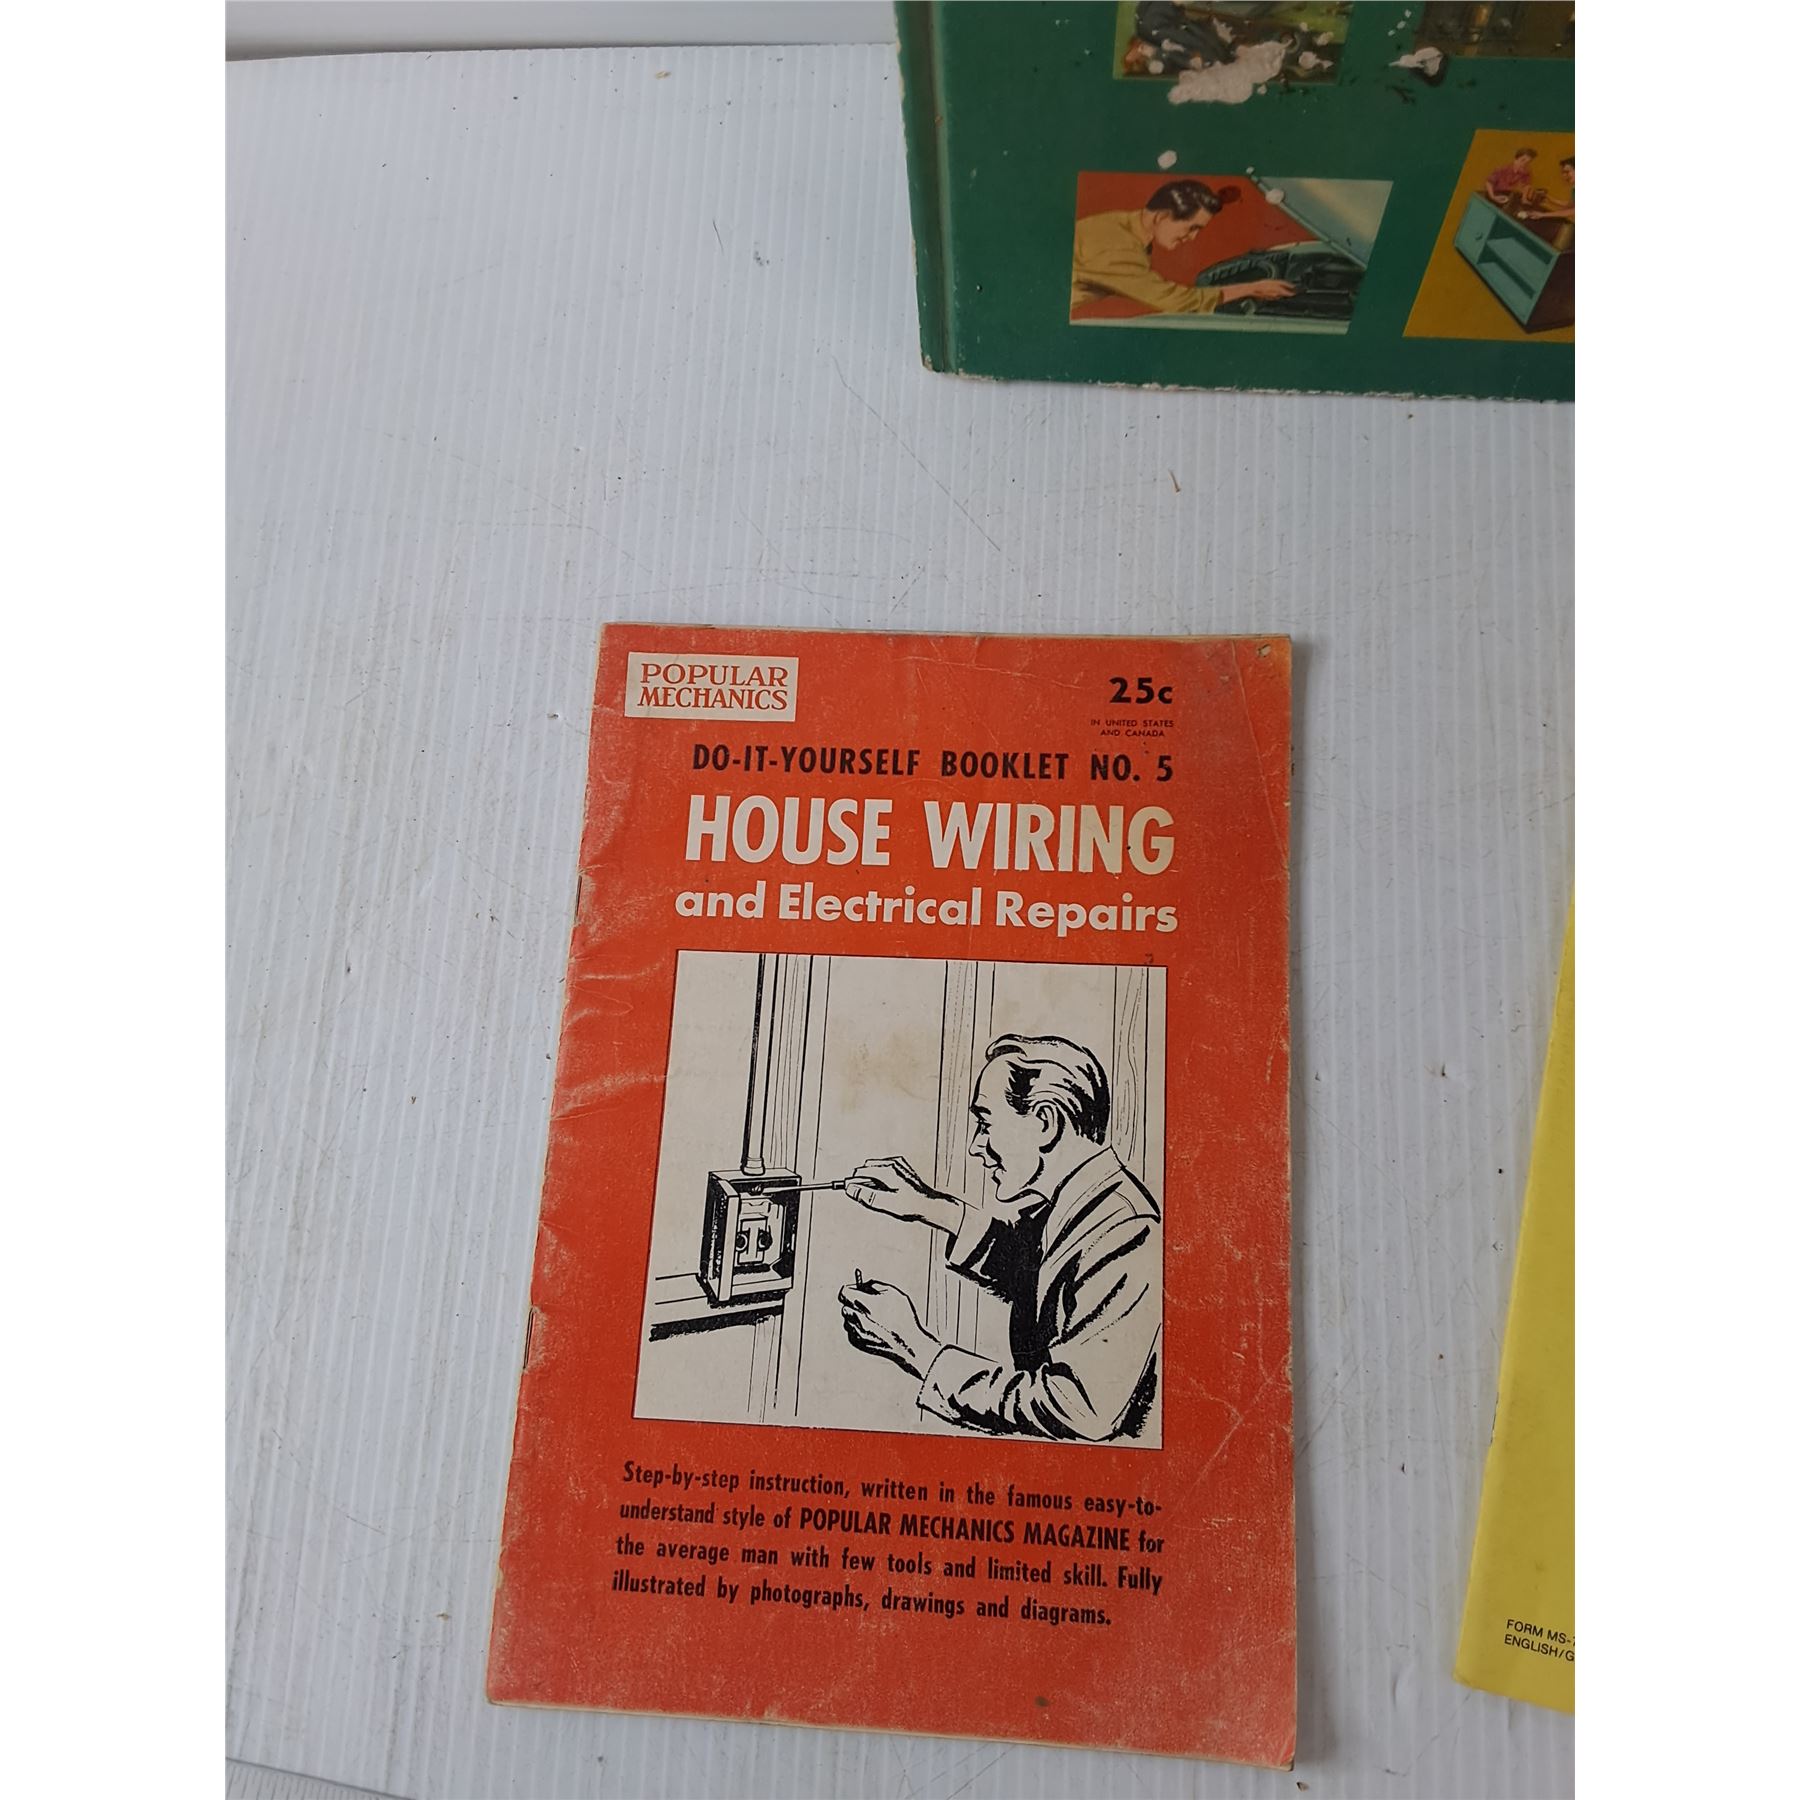 POPULAR
MECHANICS
25c
IN UNITED STATES
AND CANADA
DO-IT-YOURSELF BOOKLET NO. 5
HOUSE WIRING
and Electrical Repairs
Step-by-step instruction, written in the famous easy-to-
understand style of POPULAR MECHANICS MAGAZINE for
the average man with few tools and limited skill. Fully
illustrated by photographs, drawings and diagrams.
FORM MS-
ENGLISH/G